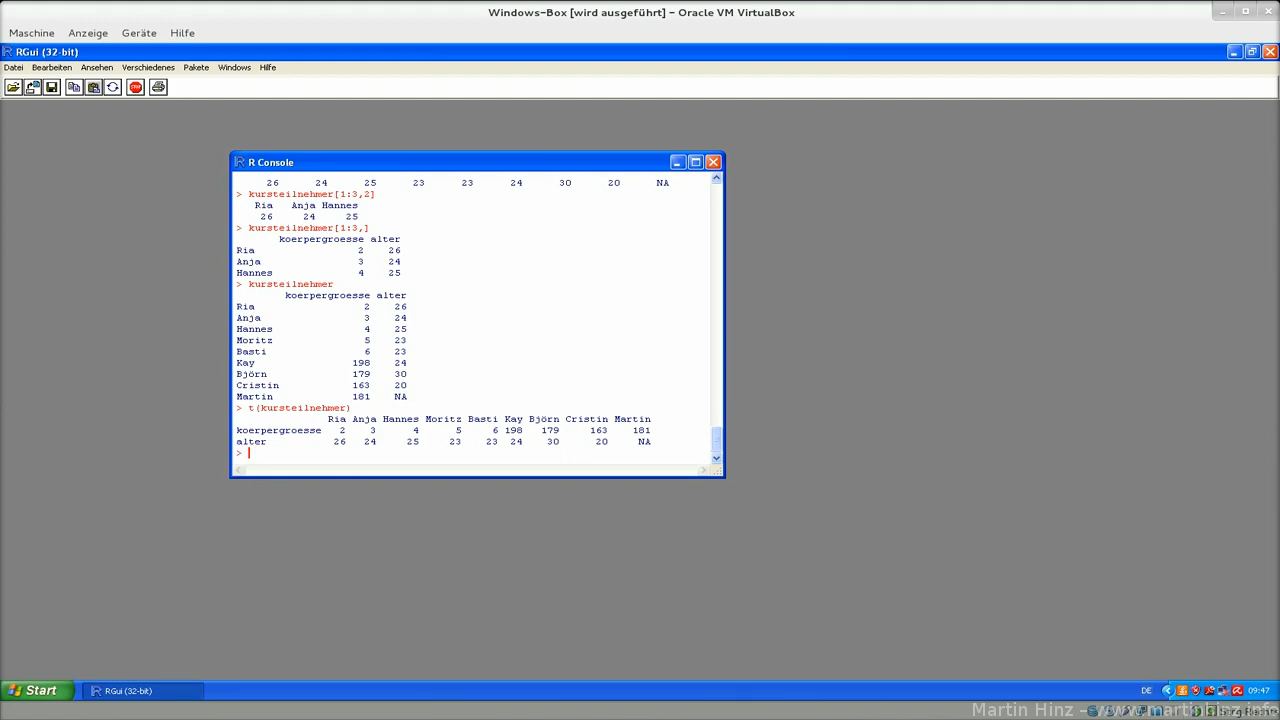 Windows-Box [wird ausgeführt] - Oracle VM VirtualBox
Maschine Anzeige Geräte Hilfe
RGui (32-bit)
Datei Bearbeiten Ansehen Verschiedenes Pakete Windows Hilfe
STOP
R Console
26 24 25 23 23 24 30 20 NA
> kursteilnehmer[1:3,2]
Ria Anja Hannes
26 24 25
> kursteilnehmer[1:3,]
koerpergroesse alter
Ria 2 26
Anja 3 24
Hannes 4 25
> kursteilnehmer
koerpergroesse alter
Ria 2 26
Anja 3 24
Hannes 4 25
Moritz 5 23
Basti 6 23
Kay 198 24
Björn 179 30
Cristin 163 20
Martin 181 NA
> t(kursteilnehmer)
Ria Anja Hannes Moritz Basti Kay Björn Cristin Martin
koerpergroesse 2 3 4 5 6 198 179 163 181
alter 26 24 25 23 23 24 30 20 NA
>
Start RGui (32-bit) DE 09:47
Martin Hinz - www.martinhinz.info